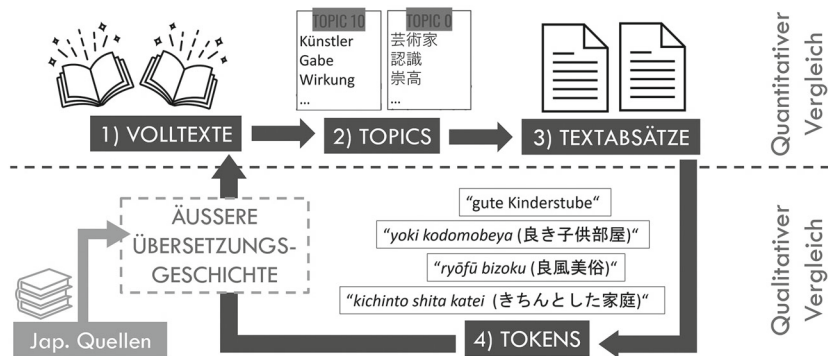 TOPIC 10
Künstler
Gabe
Wirkung
...
TOPIC 0
芸術家
認識
崇高
...
1) VOLLTEXTE
2) TOPICS
3) TEXTABSÄTZE
Quantitativer
Vergleich
ÄUSSERE
ÜBERSETZUNGS-
GESCHICHTE
Jap. Quellen
“gute Kinderstube“
“yoki kodomobeya (良き子供部屋)“
“ryōfū bizoku (良風美俗)“
“kichinto shita katei (きちんとした家庭)“
4) TOKENS
Qualitativer
Vergleich